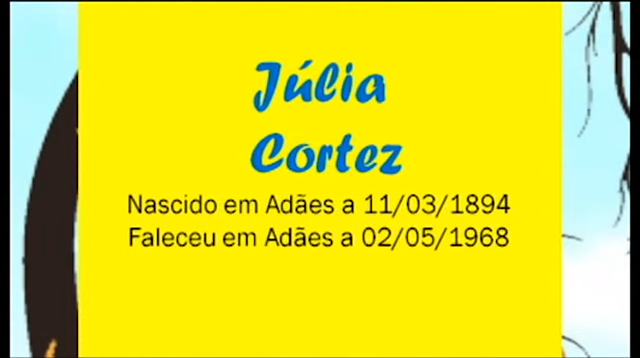 Júlia
Cortez
Nascido em Adães a 11/03/1894
Faleceu em Adães a 02/05/1968